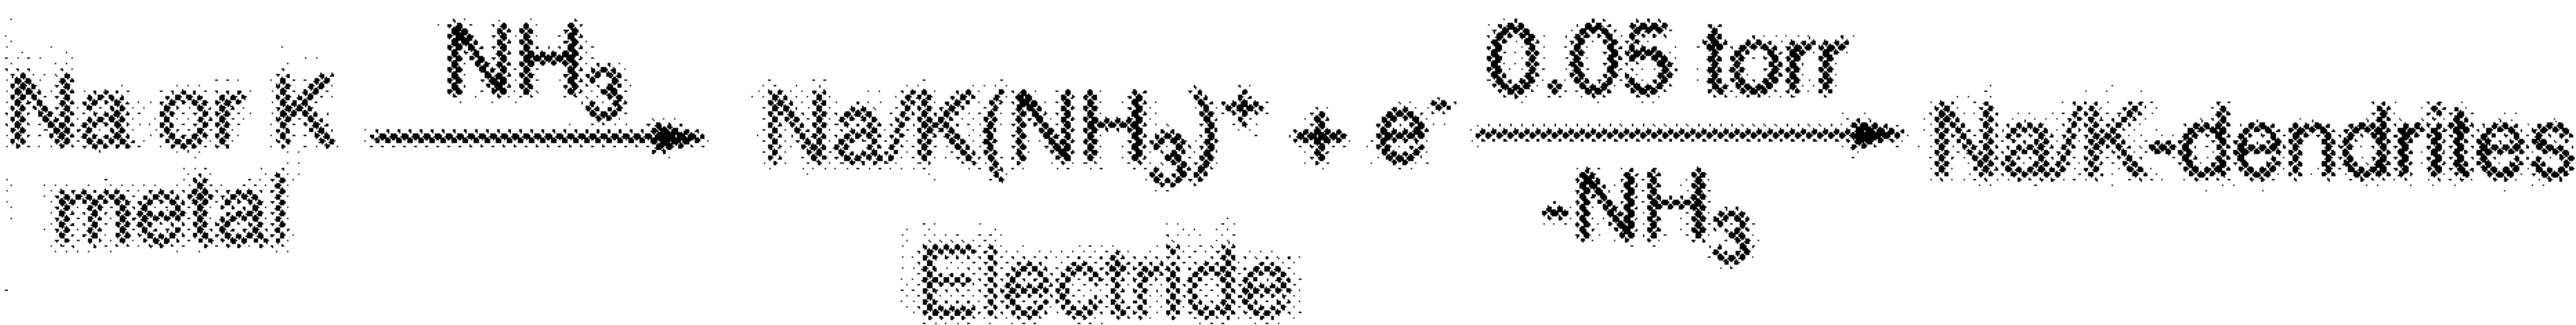 NH₃ 0.05 torr
Na or K Na/K(NH₃)⁺ + e⁻ Na/K-dendrites
metal -NH₃
Electride